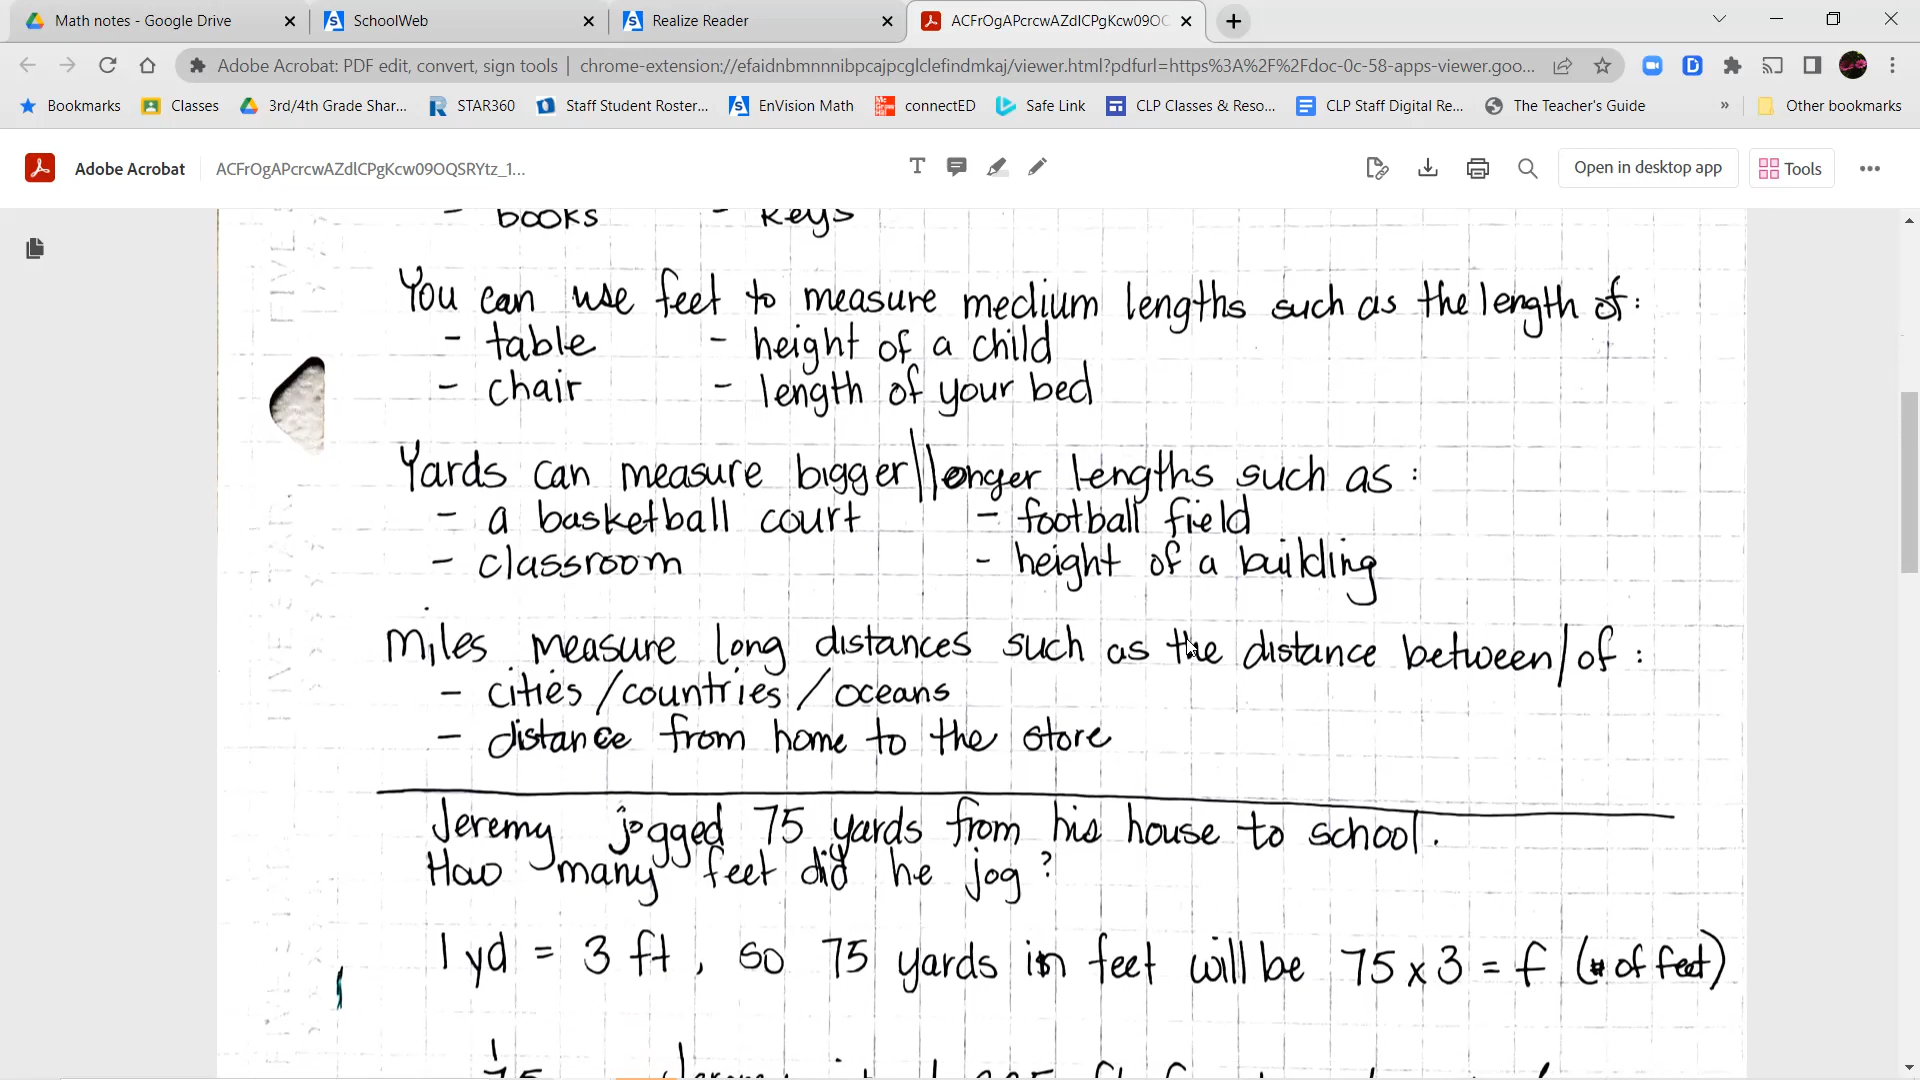 Math notes - Google Drive
SchoolWeb
Realize Reader
ACFrOgAPcrcwAZdlCPgKcw09OC
Adobe Acrobat: PDF edit, convert, sign tools | chrome-extension://efaidnbmnnnibpcajpcglclefindmkaj/viewer.html?pdfurl=https%3A%2F%2Fdoc-0c-58-apps-viewer.goo...
Bookmarks Classes 3rd/4th Grade Shar... STAR360 Staff Student Roster... EnVision Math connectED Safe Link CLP Classes & Reso... CLP Staff Digital Re... The Teacher's Guide » Other bookmarks
Adobe Acrobat ACFrOgAPcrcwAZdlCPgKcw09OQSRYtz_1... Open in desktop app Tools
- books - keys
You can use feet to measure medium lengths such as the length of:
- table - height of a child
- chair - length of your bed
Yards can measure bigger//longer lengths such as:
- a basketball court - football field
- classroom - height of a building
Miles measure long distances such as the distance between/of:
- cities/countries/oceans
- distance from home to the store
Jeremy jogged 75 yards from his house to school.
How many feet did he jog?
1 yd = 3 ft, so 75 yards in feet will be 75 x 3 = f (# of feet)